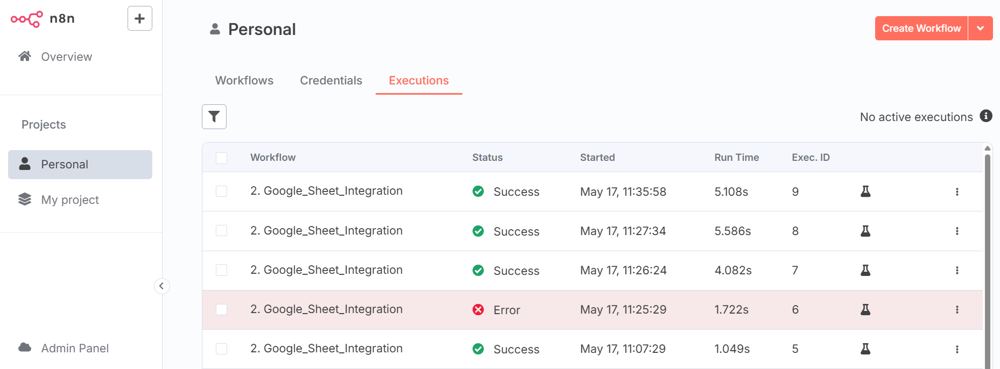 n8n
Overview
Projects
Personal
My project
Admin Panel
Personal
Create Workflow
Workflows Credentials Executions
No active executions
Workflow Status Started Run Time Exec. ID
2. Google_Sheet_Integration Success May 17, 11:35:58 5.108s 9
2. Google_Sheet_Integration Success May 17, 11:27:34 5.586s 8
2. Google_Sheet_Integration Success May 17, 11:26:24 4.082s 7
2. Google_Sheet_Integration Error May 17, 11:25:29 1.722s 6
2. Google_Sheet_Integration Success May 17, 11:07:29 1.049s 5